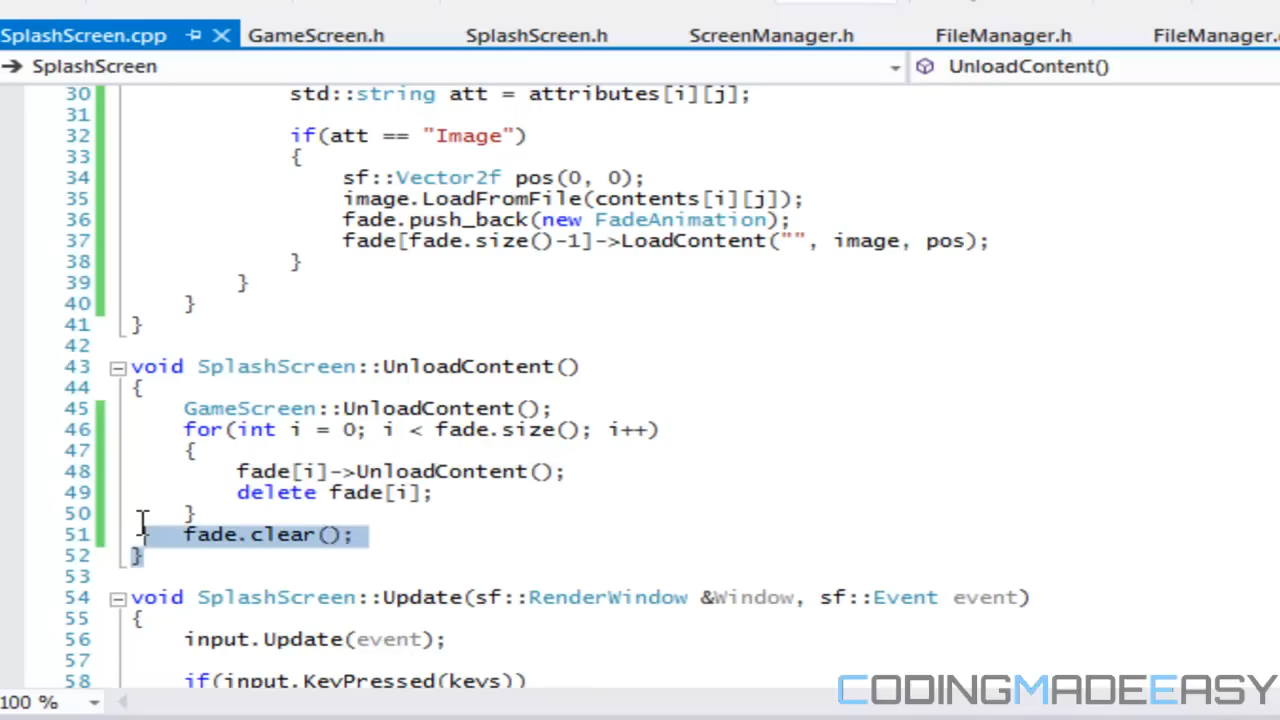 SplashScreen.cpp GameScreen.h SplashScreen.h ScreenManager.h FileManager.h FileManager.c
SplashScreen UnloadContent()
30 std::string att = attributes[i][j];
31
32 if(att == "Image")
33 {
34 sf::Vector2f pos(0, 0);
35 image.LoadFromFile(contents[i][j]);
36 fade.push_back(new FadeAnimation);
37 fade[fade.size()-1]->LoadContent("", image, pos);
38 }
39 }
40 }
41 }
42
43 void SplashScreen::UnloadContent()
44 {
45 GameScreen::UnloadContent();
46 for(int i = 0; i < fade.size(); i++)
47 {
48 fade[i]->UnloadContent();
49 delete fade[i];
50 }
51 fade.clear();
52 }
53
54 void SplashScreen::Update(sf::RenderWindow &Window, sf::Event event)
55 {
56 input.Update(event);
57
58 if(input.KeyPressed(keys))
100 %
CODINGMADEEASY